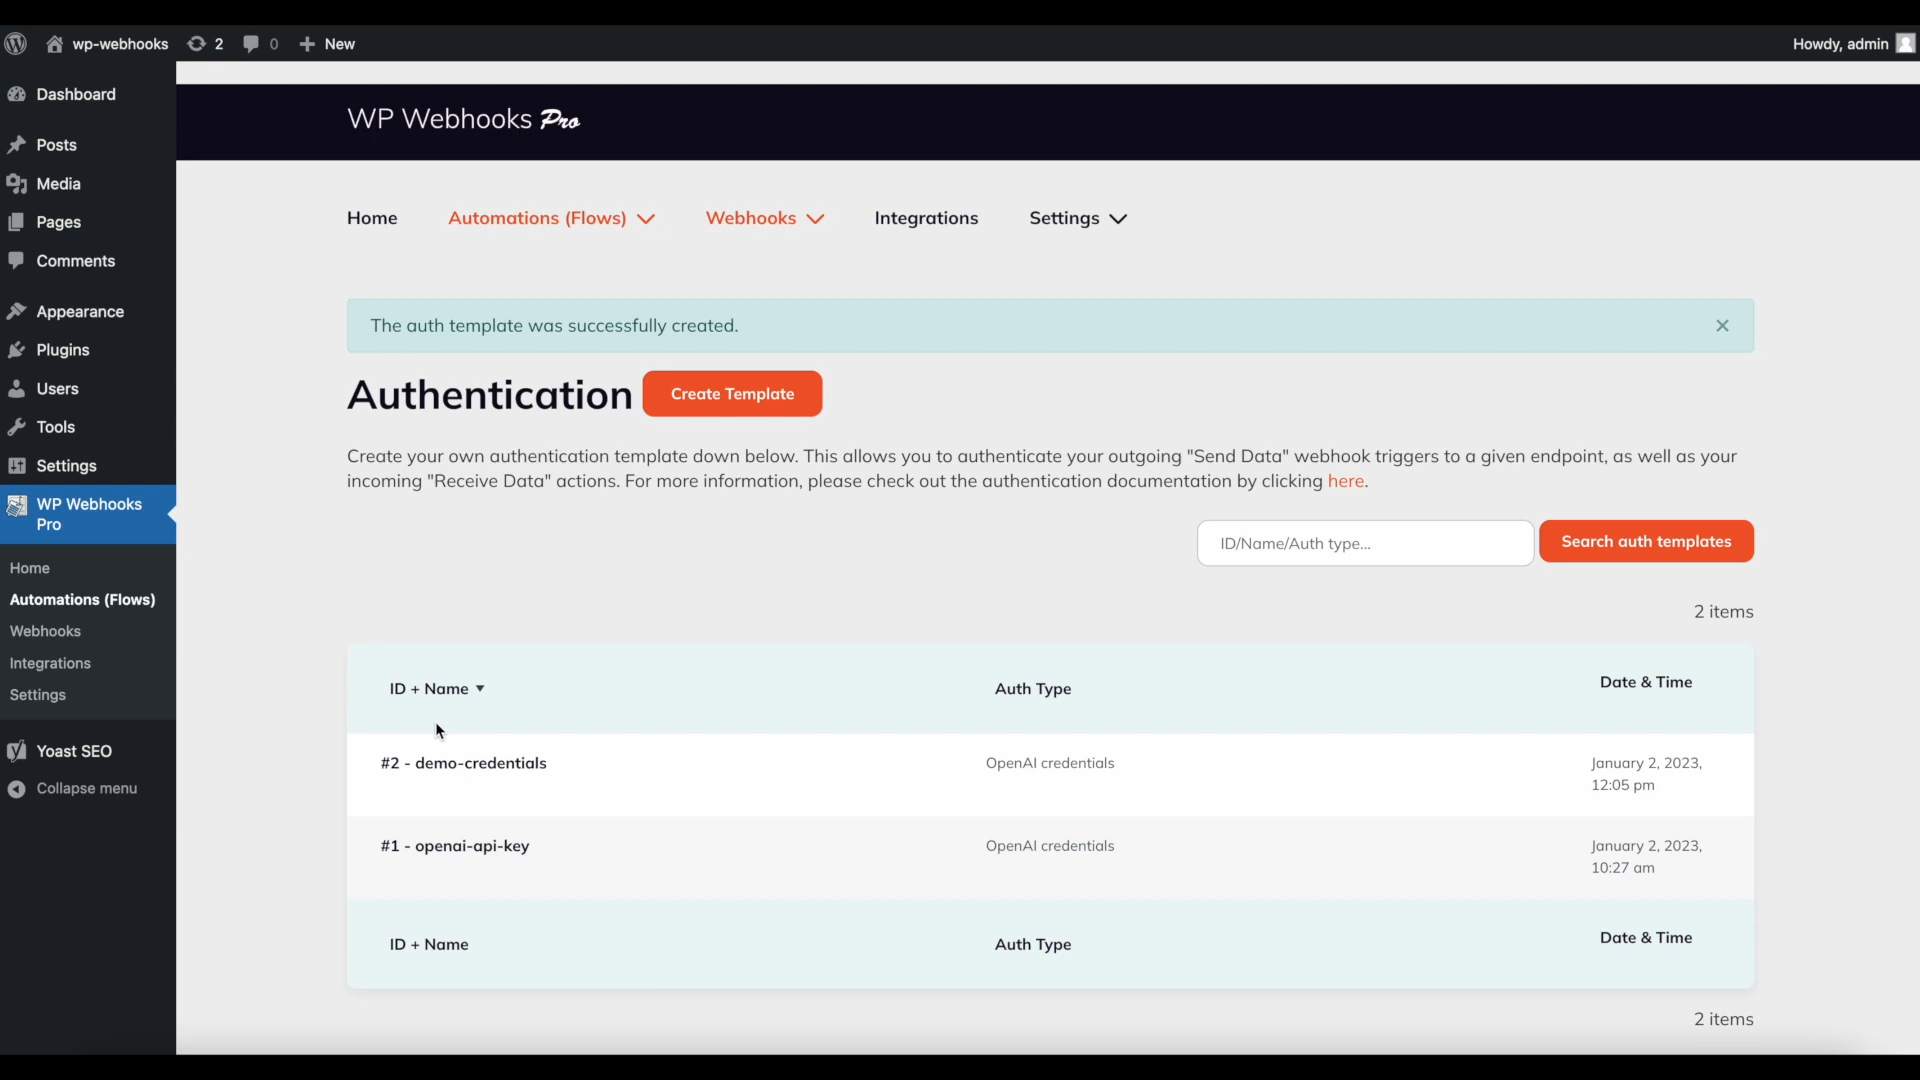 wp-webhooks 2 0 New
Howdy, admin
Dashboard
Posts
Media
Pages
Comments
Appearance
Plugins
Users
Tools
Settings
WP Webhooks
Pro
Home
Automations (Flows)
Webhooks
Integrations
Settings
Yoast SEO
Collapse menu
WP Webhooks Pro
Home Automations (Flows) Webhooks Integrations Settings
The auth template was successfully created.
Authentication Create Template
Create your own authentication template down below. This allows you to authenticate your outgoing "Send Data" webhook triggers to a given endpoint, as well as your
incoming "Receive Data" actions. For more information, please check out the authentication documentation by clicking here.
ID/Name/Auth type... Search auth templates
2 items
ID + Name Auth Type Date & Time
#2 - demo-credentials OpenAI credentials January 2, 2023,
12:05 pm
#1 - openai-api-key OpenAI credentials January 2, 2023,
10:27 am
ID + Name Auth Type Date & Time
2 items